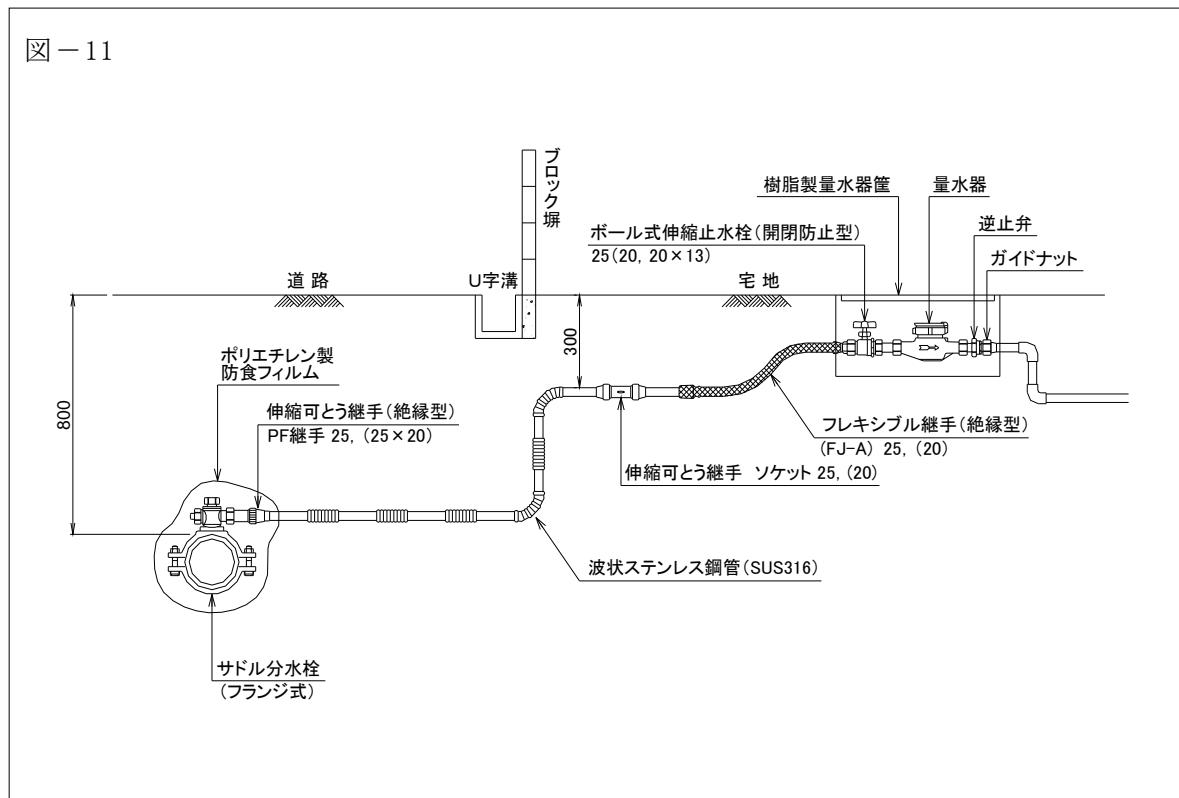 図－11
ブロック塀
樹脂製量水器筐
量水器
逆止弁
ボール式伸縮止水栓(開閉防止型)
25(20, 20×13)
ガイドナット
道路
U字溝
宅地
300
800
ポリエチレン製
防食フィルム
伸縮可とう継手(絶縁型)
PF継手 25, (25×20)
フレキシブル継手(絶縁型)
(FJ-A) 25, (20)
伸縮可とう継手 ソケット 25, (20)
波状ステンレス鋼管(SUS316)
サドル分水栓
(フランジ式)